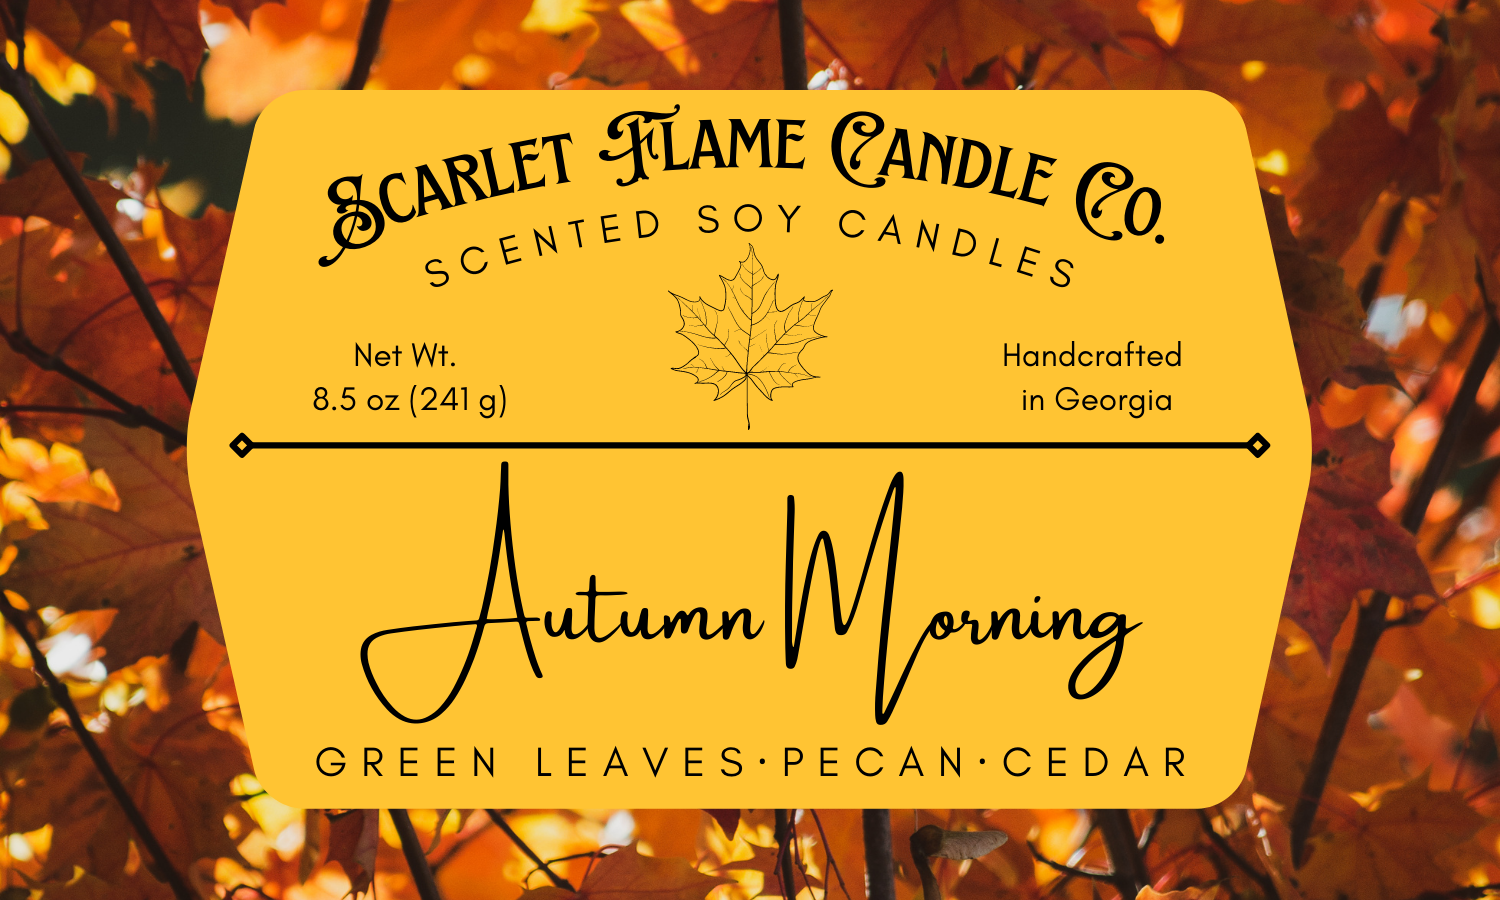 Scarlet Flame Candle Co.
SCENTED SOY CANDLES
Net Wt.
8.5 oz (241 g)
Handcrafted
in Georgia
Autumn Morning
GREEN LEAVES·PECAN·CEDAR